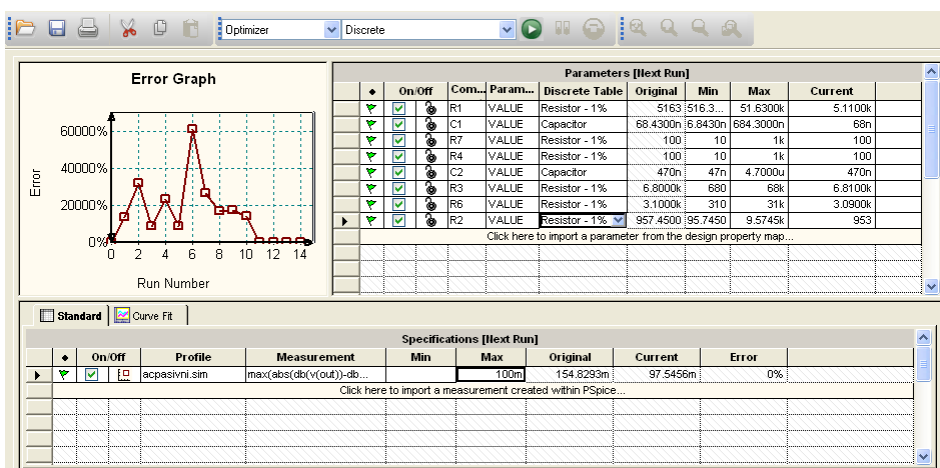 Optimizer Discrete
Error Graph
Error
60000%
40000%
20000%
0%
0 2 4 6 8 10 12 14
Run Number
Parameters [Next Run]
On/Off Com... Param... Discrete Table Original Min Max Current
R1 VALUE Resistor - 1% 5163 516.3... 51.6300k 5.1100k
C1 VALUE Capacitor 68.4300n 6.8430n 684.3000n 68n
R7 VALUE Resistor - 1% 100 10 1k 100
R4 VALUE Resistor - 1% 100 10 1k 100
C2 VALUE Capacitor 470n 47n 4.7000u 470n
R3 VALUE Resistor - 1% 6.8000k 680 68k 6.8100k
R6 VALUE Resistor - 1% 3.1000k 310 31k 3.0900k
R2 VALUE Resistor - 1% 957.4500 95.7450 9.5745k 953
Click here to import a parameter from the design property map...
Standard Curve Fit
Specifications [Next Run]
On/Off Profile Measurement Min Max Original Current Error
acpasivni.sim max(abs(db(v(out))-db... 100m 154.8293m 97.5456m 0%
Click here to import a measurement created within PSpice...